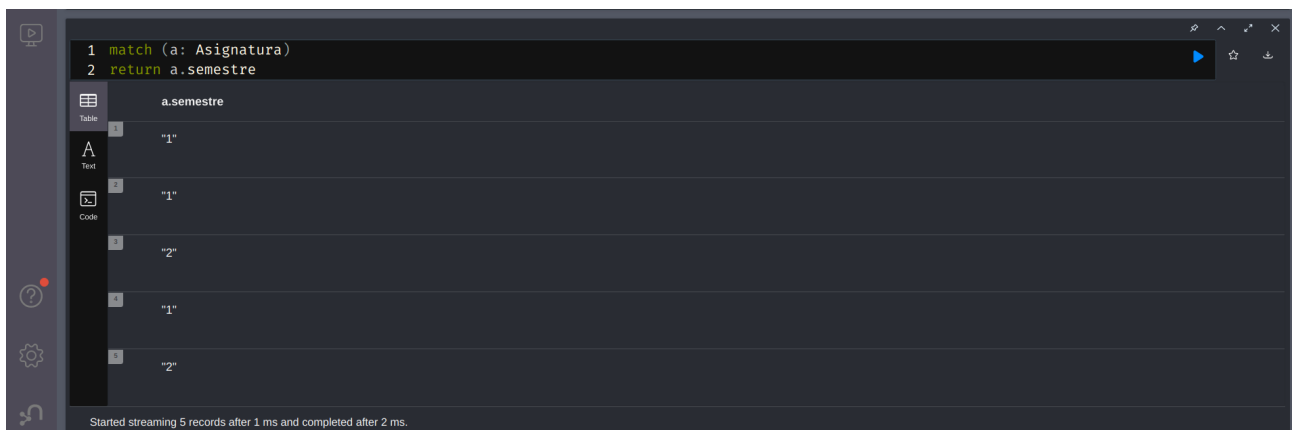 1 match (a: Asignatura)
2 return a.semestre
Table
a.semestre
1
"1"
A
Text
2
"1"
Code
3
"2"
4
"1"
5
"2"
Started streaming 5 records after 1 ms and completed after 2 ms.